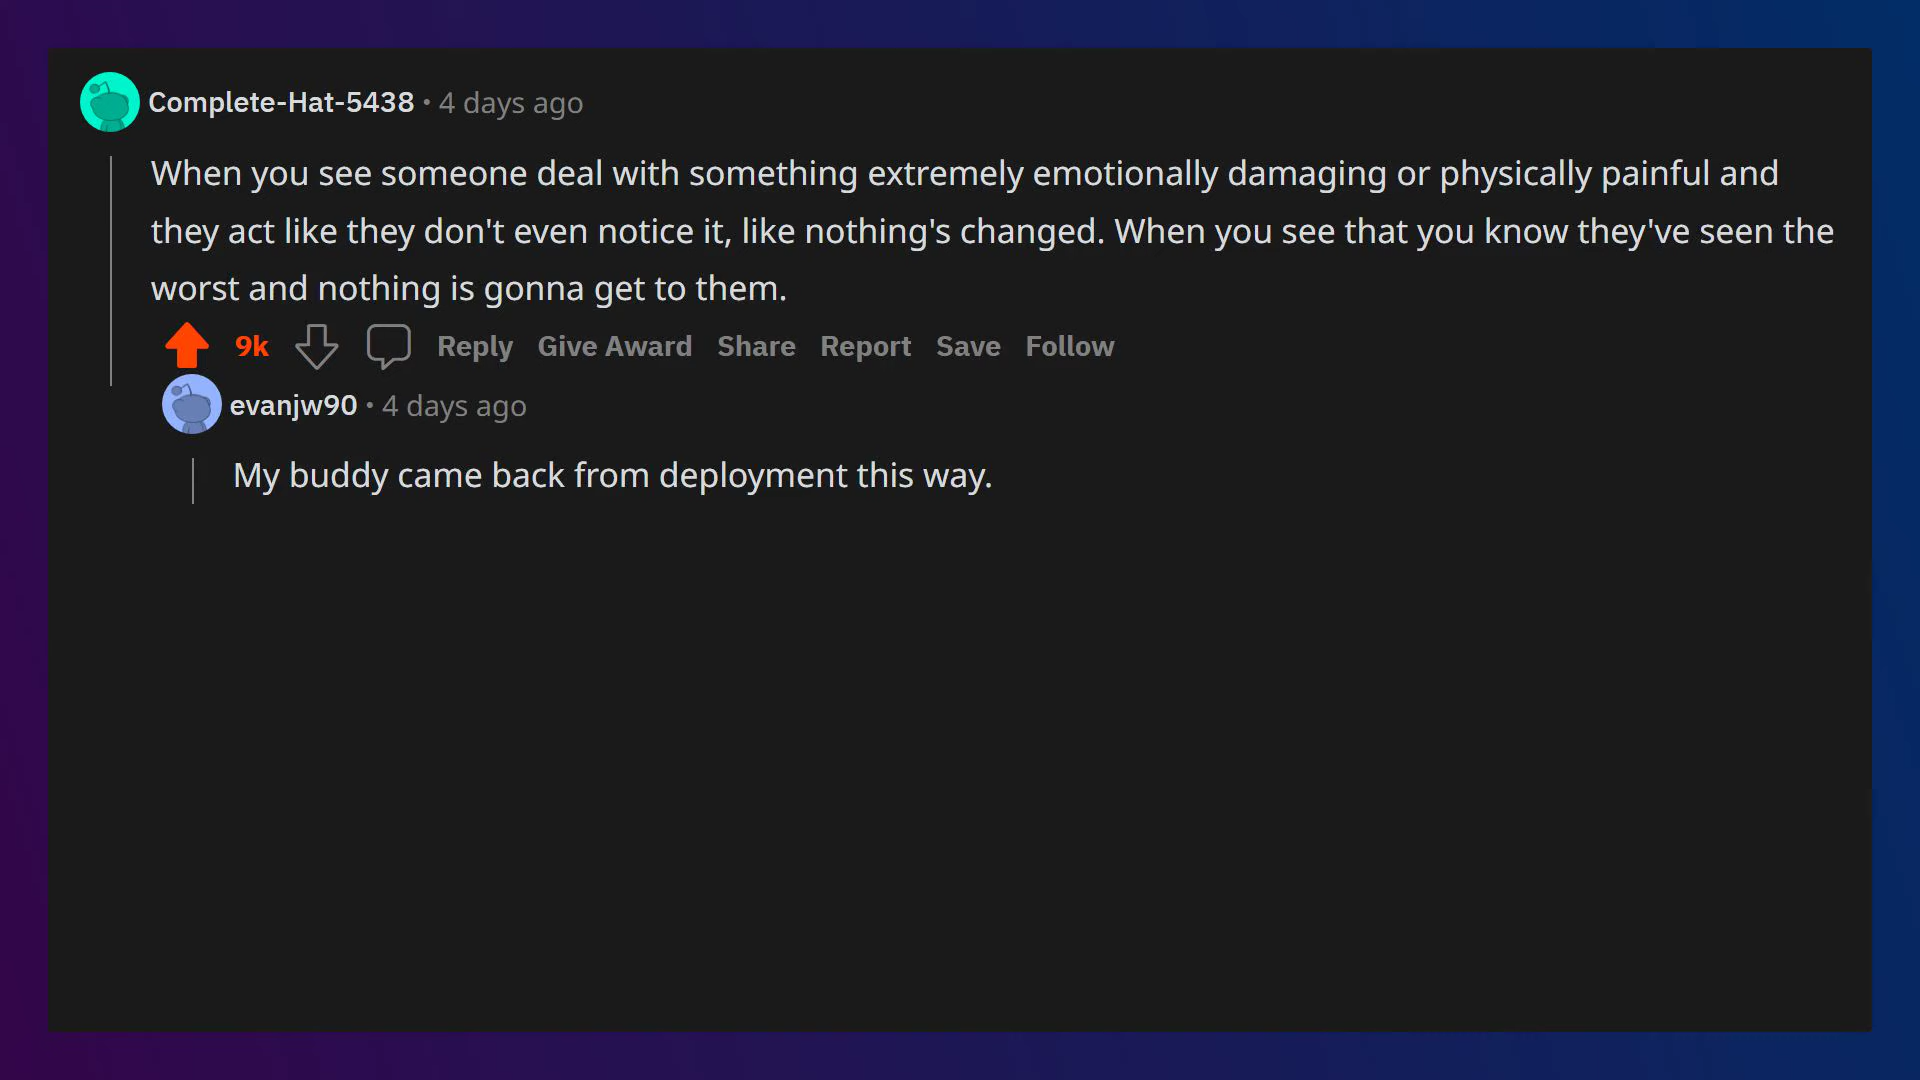 Complete-Hat-5438 • 4 days ago
When you see someone deal with something extremely emotionally damaging or physically painful and
they act like they don't even notice it, like nothing's changed. When you see that you know they've seen the
worst and nothing is gonna get to them.
9k Reply Give Award Share Report Save Follow
evanjw90 • 4 days ago
My buddy came back from deployment this way.